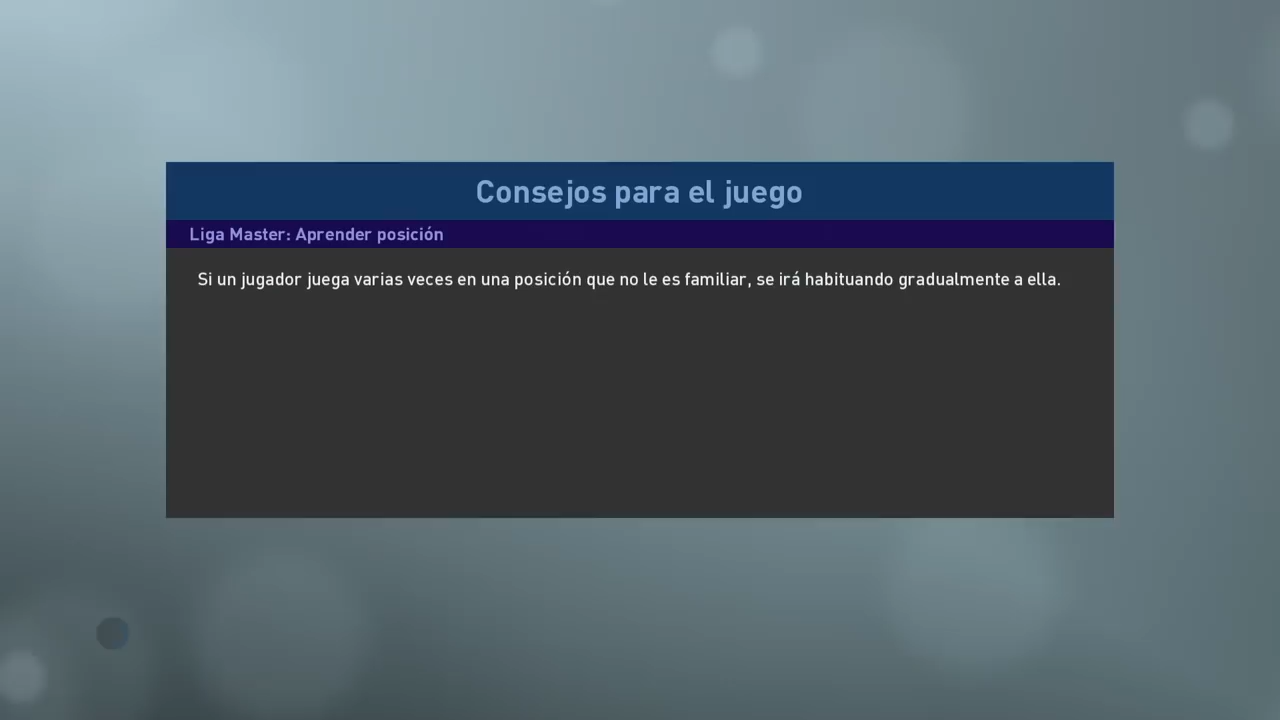 Consejos para el juego
Liga Master: Aprender posición
Si un jugador juega varias veces en una posición que no le es familiar, se irá habituando gradualmente a ella.